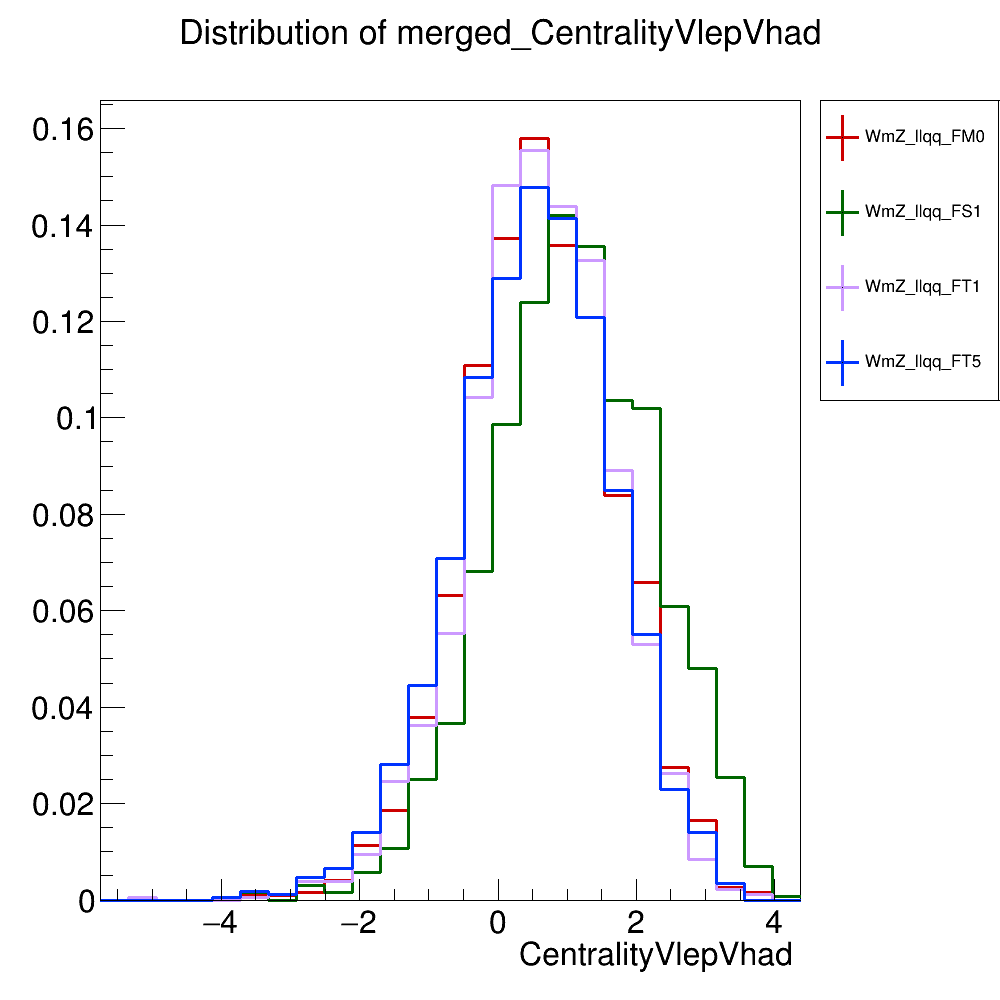 Distribution of merged_CentralityVlepVhad
0.16
0.14
0.12
0.1
0.08
0.06
0.04
0.02
0
−4
−2
0
2
4
CentralityVlepVhad
WmZ_llqq_FM0
WmZ_llqq_FS1
WmZ_llqq_FT1
WmZ_llqq_FT5